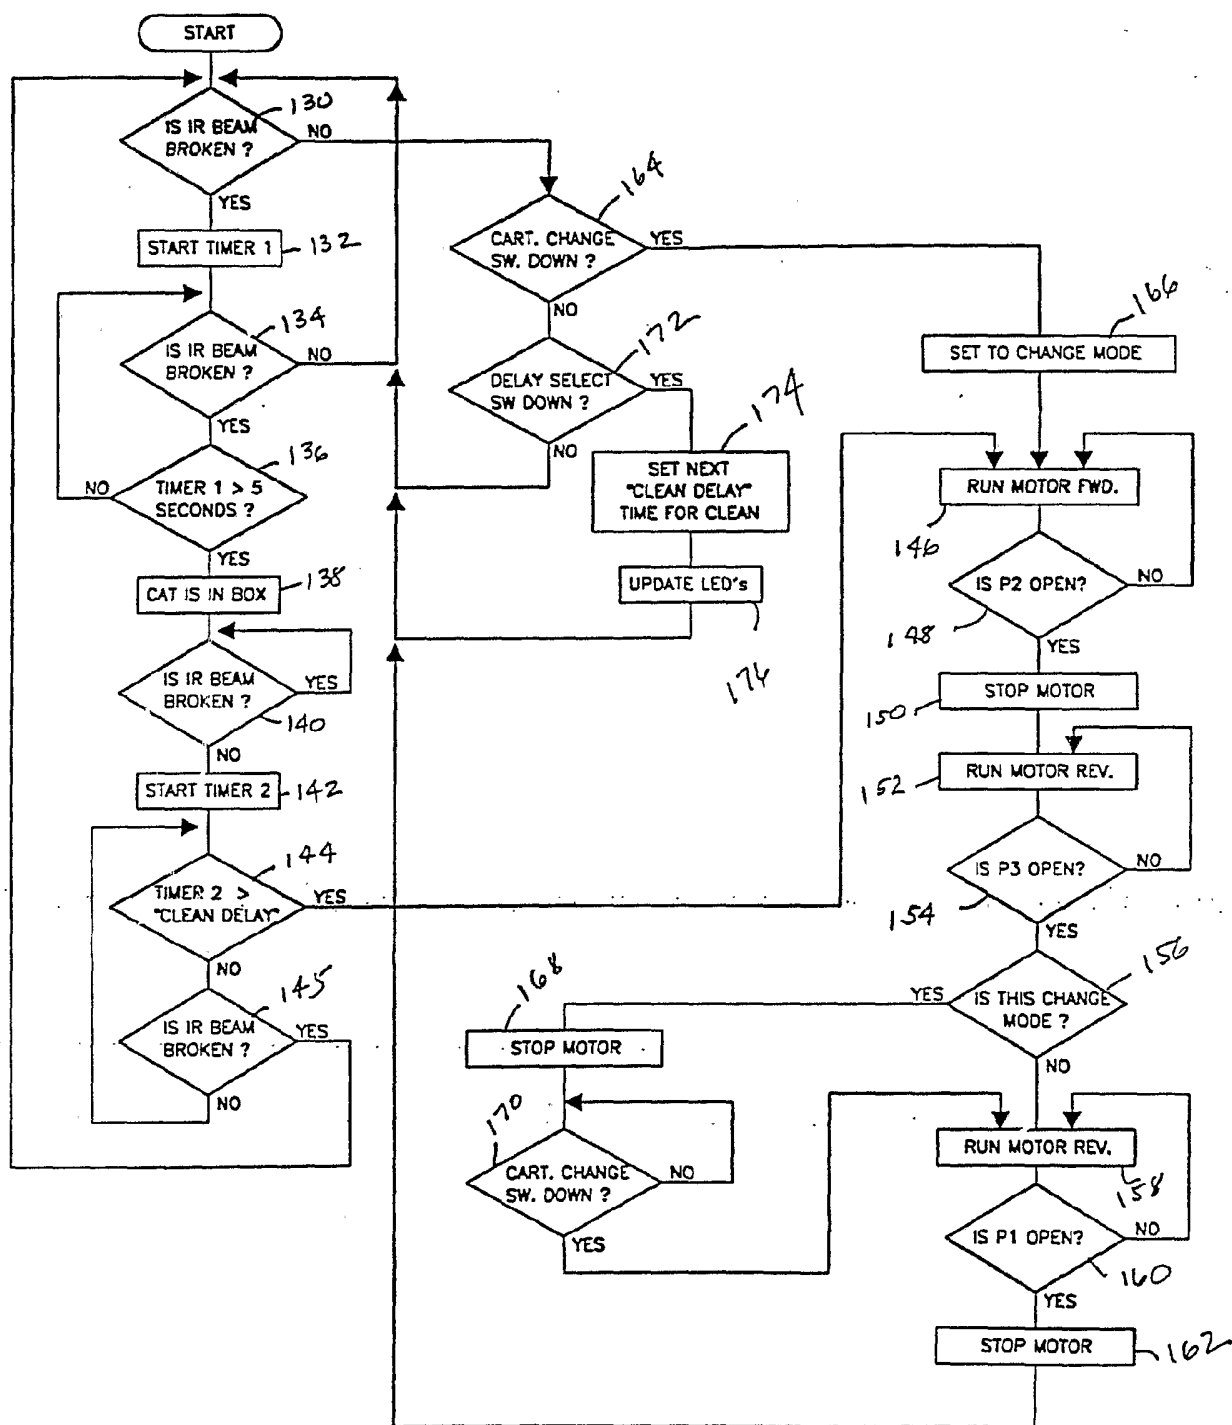 START
IS IR BEAM
BROKEN ?
130
NO
YES
START TIMER 1
132
IS IR BEAM
BROKEN ?
134
NO
YES
TIMER 1 > 5
SECONDS ?
136
NO
YES
CAT IS IN BOX
138
IS IR BEAM
BROKEN ?
YES
140
NO
START TIMER 2
142
TIMER 2 >
"CLEAN DELAY"
144
YES
NO
IS IR BEAM
BROKEN ?
145
YES
NO
CART. CHANGE
SW. DOWN ?
164
YES
NO
DELAY SELECT
SW DOWN ?
172
YES
NO
SET NEXT
"CLEAN DELAY"
TIME FOR CLEAN
174
UPDATE LED's
176
SET TO CHANGE MODE
166
RUN MOTOR FWD.
146
IS P2 OPEN?
NO
148
YES
STOP MOTOR
150
RUN MOTOR REV.
152
IS P3 OPEN?
NO
154
YES
IS THIS CHANGE
MODE ?
156
YES
NO
STOP MOTOR
168
CART. CHANGE
SW. DOWN ?
170
NO
YES
RUN MOTOR REV.
158
IS P1 OPEN?
NO
160
YES
STOP MOTOR
162